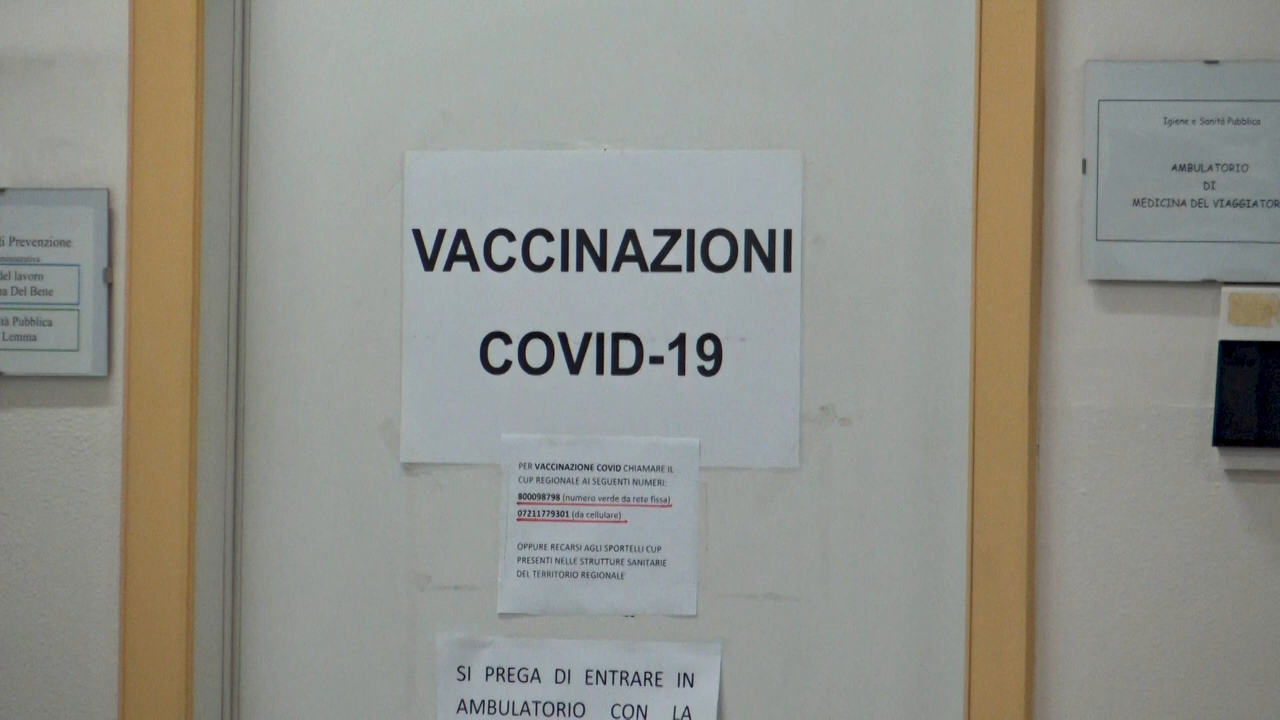 VACCINAZIONI
COVID-19
PER VACCINAZIONE COVID CHIAMARE IL
CUP REGIONALE AI SEGUENTI NUMERI:
800098798 (numero verde da rete fissa)
07211779301 (da cellulare)
OPPURE RECARSI AGLI SPORTELLI CUP
PRESENTI NELLE STRUTTURE SANITARIE
DEL TERRITORIO REGIONALE
SI PREGA DI ENTRARE IN
AMBULATORIO CON LA
Igiene e Sanità Pubblica
AMBULATORIO
DI
MEDICINA DEL VIAGGIATOR
di Prevenzione
del lavoro
Del Bene
Pubblica
Lemma